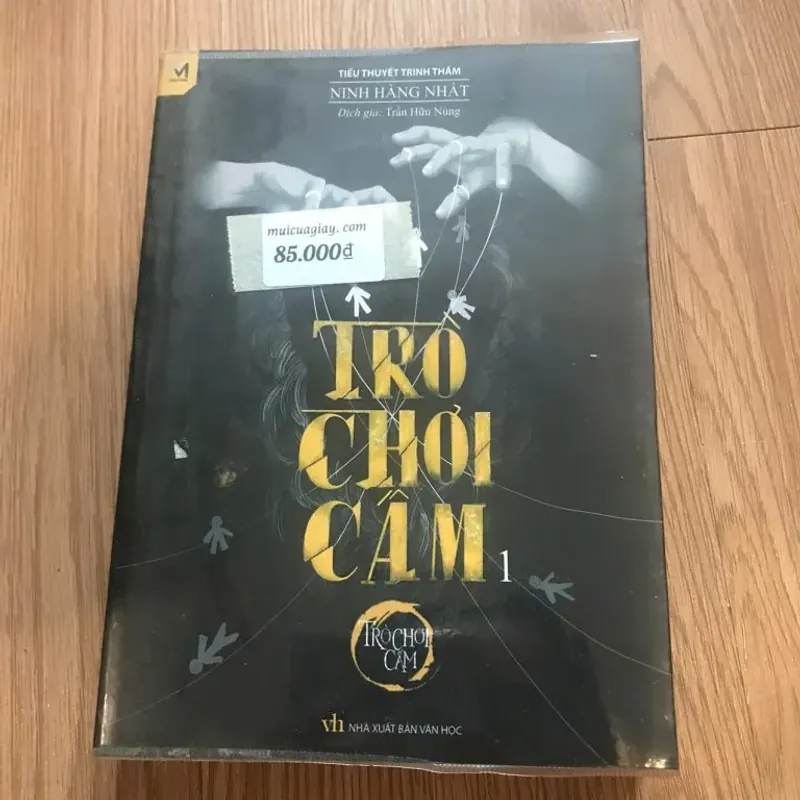 TIỂU THUYẾT TRINH THÁM
NINH HÀNG NHẤT
Dịch giả: Trần Hữu Nùng
muicuagiay. com
85.000đ
TRÒ
CHƠI
CẤM 1
TRÒ CHƠI
CẤM
vh NHÀ XUẤT BẢN VĂN HỌC